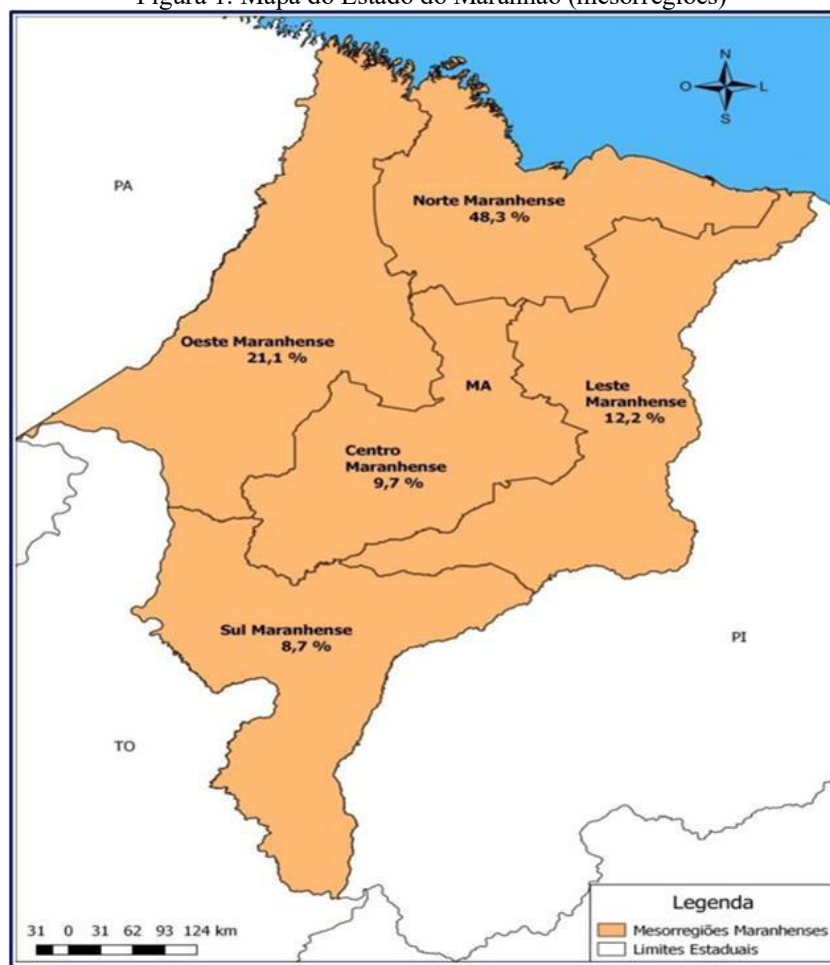 Figura 1: Mapa do Estado do Maranhão (mesorregiões)
N
O
L
S
PA
Norte Maranhense
48,3 %
Oeste Maranhense
21,1 %
MA
Leste
Maranhense
12,2 %
Centro
Maranhense
9,7 %
Sul Maranhense
8,7 %
PI
TO
Legenda
Mesorregiões Maranhenses
Limites Estaduais
31 0 31 62 93 124 km